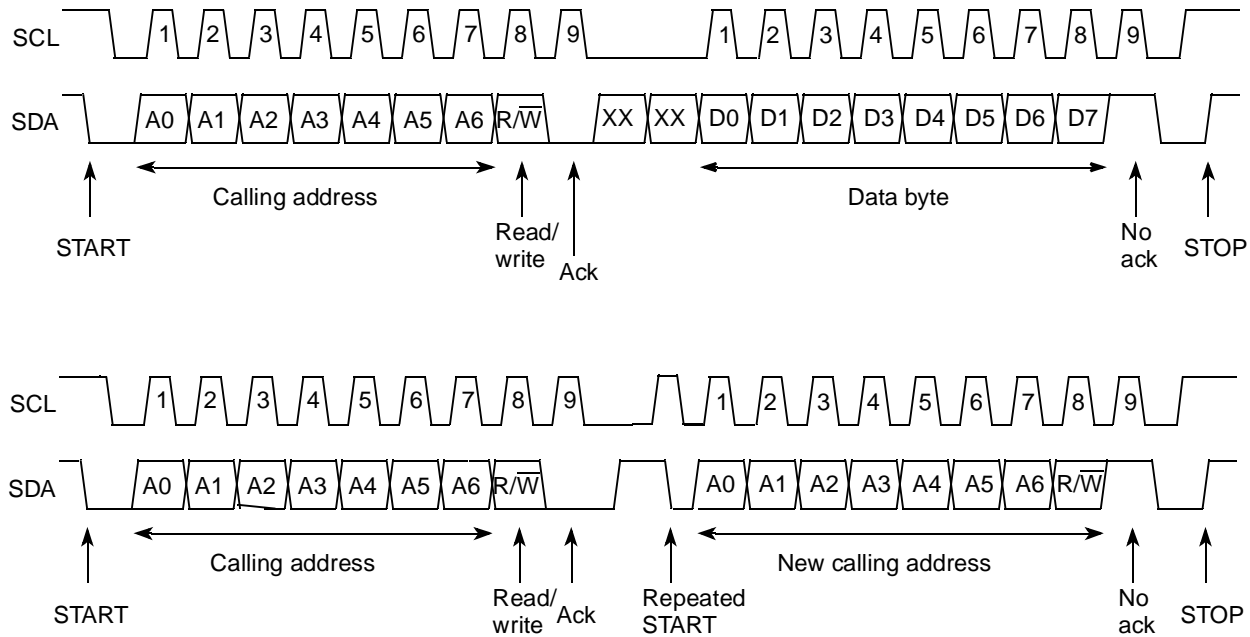 SCL 1 2 3 4 5 6 7 8 9 1 2 3 4 5 6 7 8 9
SDA A0 A1 A2 A3 A4 A5 A6 R/W̅ XX XX D0 D1 D2 D3 D4 D5 D6 D7
Calling address Data byte
START Read/ write Ack No ack STOP
SCL 1 2 3 4 5 6 7 8 9 1 2 3 4 5 6 7 8 9
SDA A0 A1 A2 A3 A4 A5 A6 R/W̅ A0 A1 A2 A3 A4 A5 A6 R/W̅
Calling address New calling address
START Read/ write Ack Repeated START No ack STOP